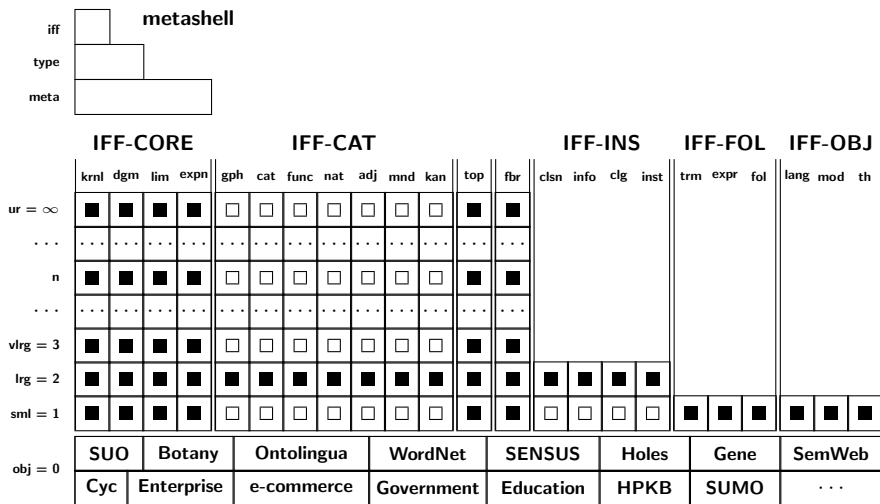 metashell
iff
type
meta
IFF-CORE IFF-CAT IFF-INS IFF-FOL IFF-OBJ
krnl dgm lim expn gph cat func nat adj mnd kan top fbr clsn info clg inst trm expr fol lang mod th
ur = ∞ ■ ■ ■ ■ □ □ □ □ □ □ □ ■ ■
· · · · · · · · · · · · · · · · · · · · · · · · · · · · · · · · · · · · · · · · · ·
n ■ ■ ■ ■ □ □ □ □ □ □ □ ■ ■
· · · · · · · · · · · · · · · · · · · · · · · · · · · · · · · · · · · · · · · · · ·
vlrg = 3 ■ ■ ■ ■ □ □ □ □ □ □ □ ■ ■
lrg = 2 ■ ■ ■ ■ ■ ■ ■ ■ ■ ■ ■ ■ ■ ■ ■ ■ ■
sml = 1 ■ ■ ■ ■ □ □ □ □ □ □ □ ■ ■ □ □ □ □ ■ ■ ■ ■ ■ ■
obj = 0
SUO Botany Ontolingua WordNet SENSUS Holes Gene SemWeb
Cyc Enterprise e-commerce Government Education HPKB SUMO · · ·